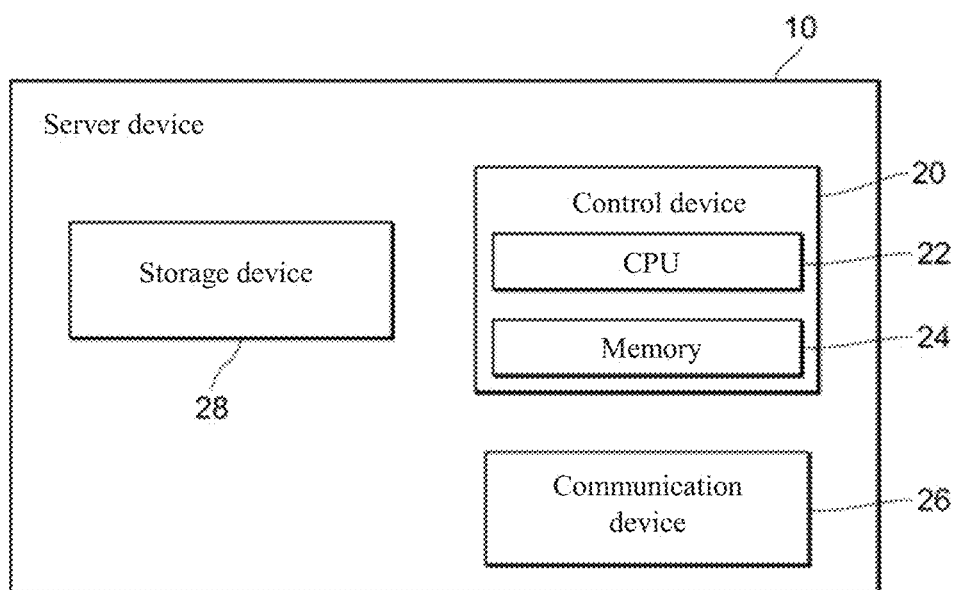 10
Server device
20
Control device
CPU
22
Storage device
Memory
24
28
Communication
device
26